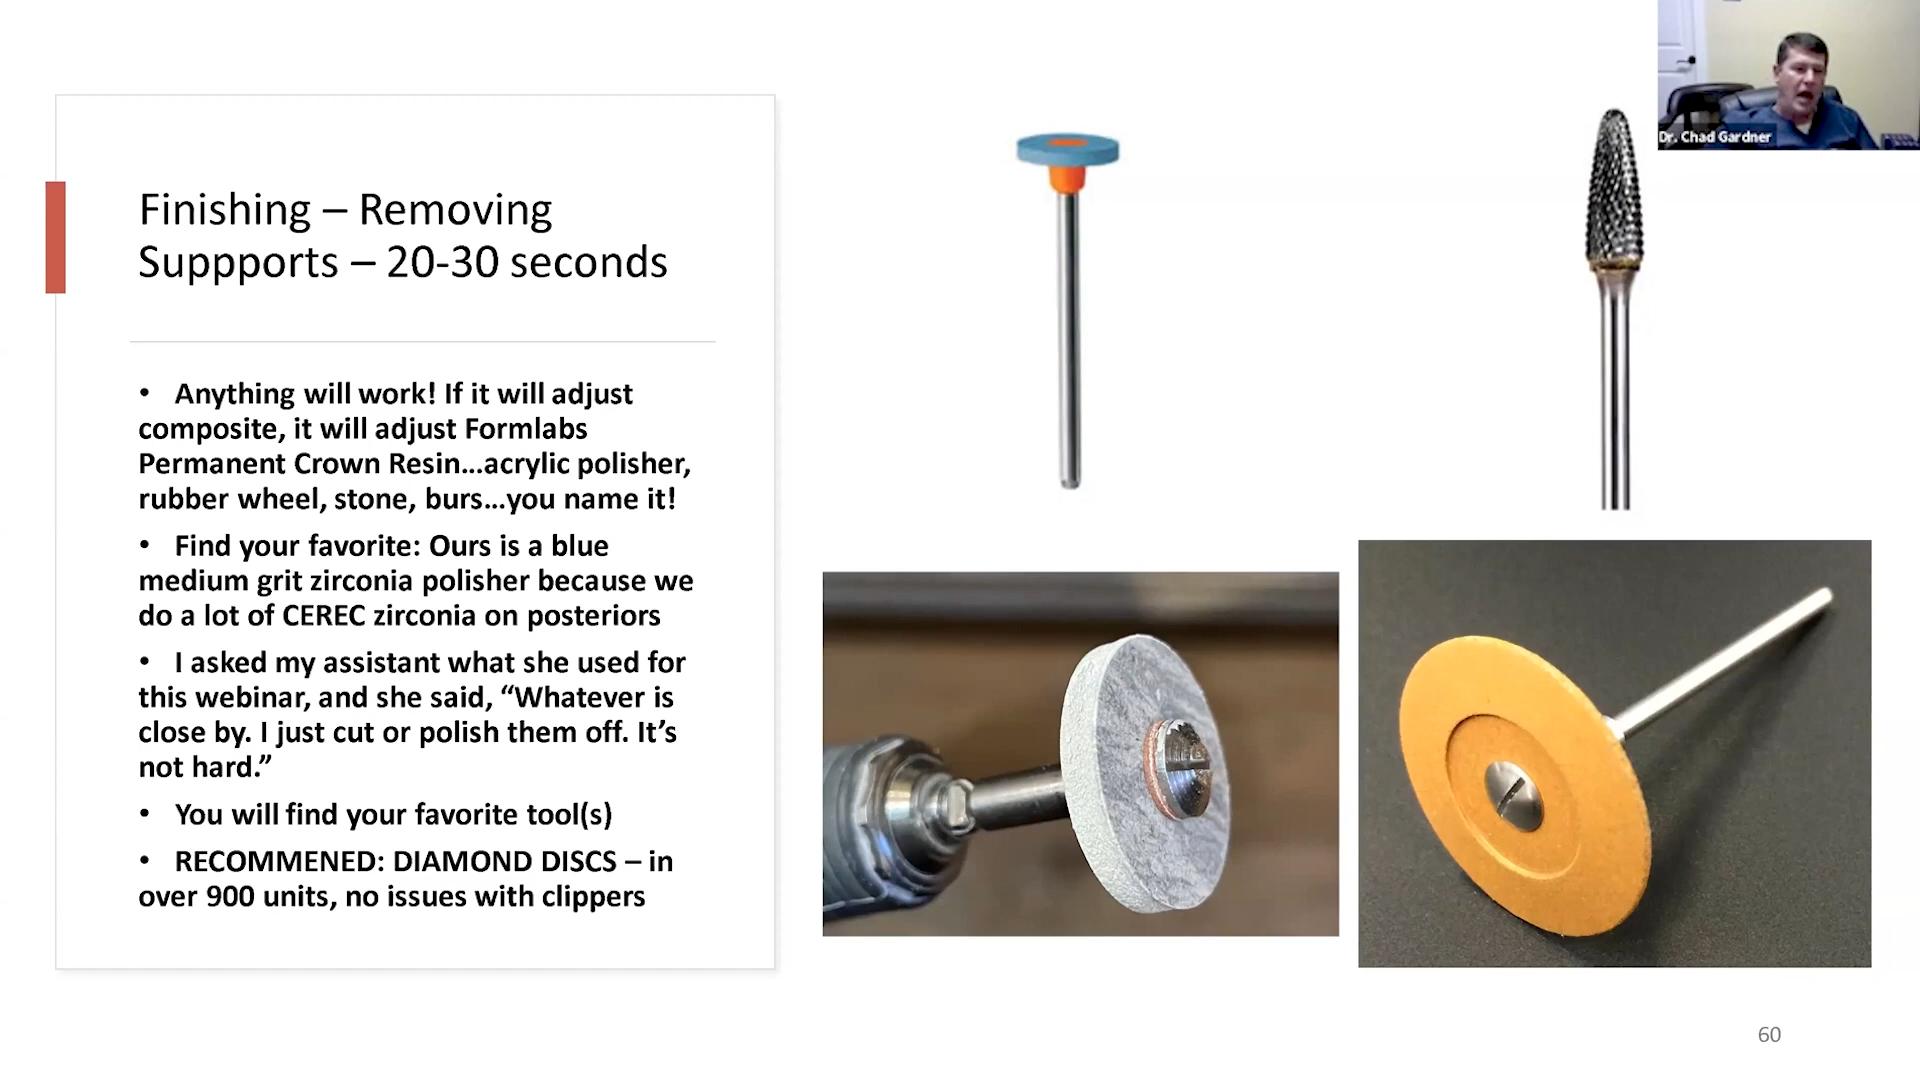 Dr. Chad Gardner
Finishing – Removing
Suppports – 20-30 seconds
• Anything will work! If it will adjust
composite, it will adjust Formlabs
Permanent Crown Resin...acrylic polisher,
rubber wheel, stone, burs...you name it!
• Find your favorite: Ours is a blue
medium grit zirconia polisher because we
do a lot of CEREC zirconia on posteriors
• I asked my assistant what she used for
this webinar, and she said, “Whatever is
close by. I just cut or polish them off. It’s
not hard.”
• You will find your favorite tool(s)
• RECOMMENED: DIAMOND DISCS – in
over 900 units, no issues with clippers
60